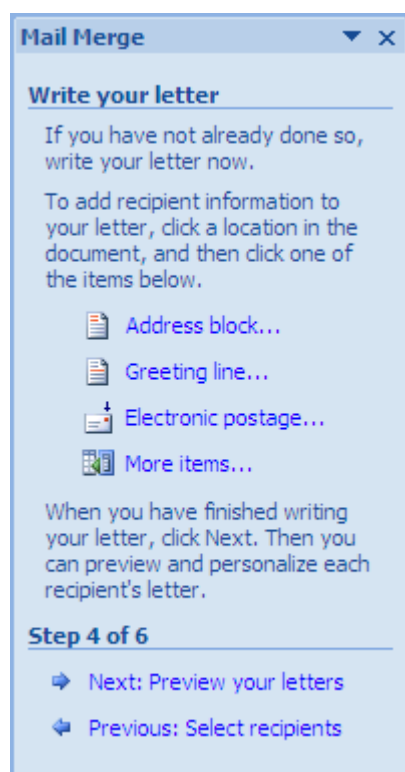 Mail Merge
Write your letter
If you have not already done so,
write your letter now.
To add recipient information to
your letter, click a location in the
document, and then click one of
the items below.
Address block...
Greeting line...
Electronic postage...
More items...
When you have finished writing
your letter, click Next. Then you
can preview and personalize each
recipient's letter.
Step 4 of 6
Next: Preview your letters
Previous: Select recipients